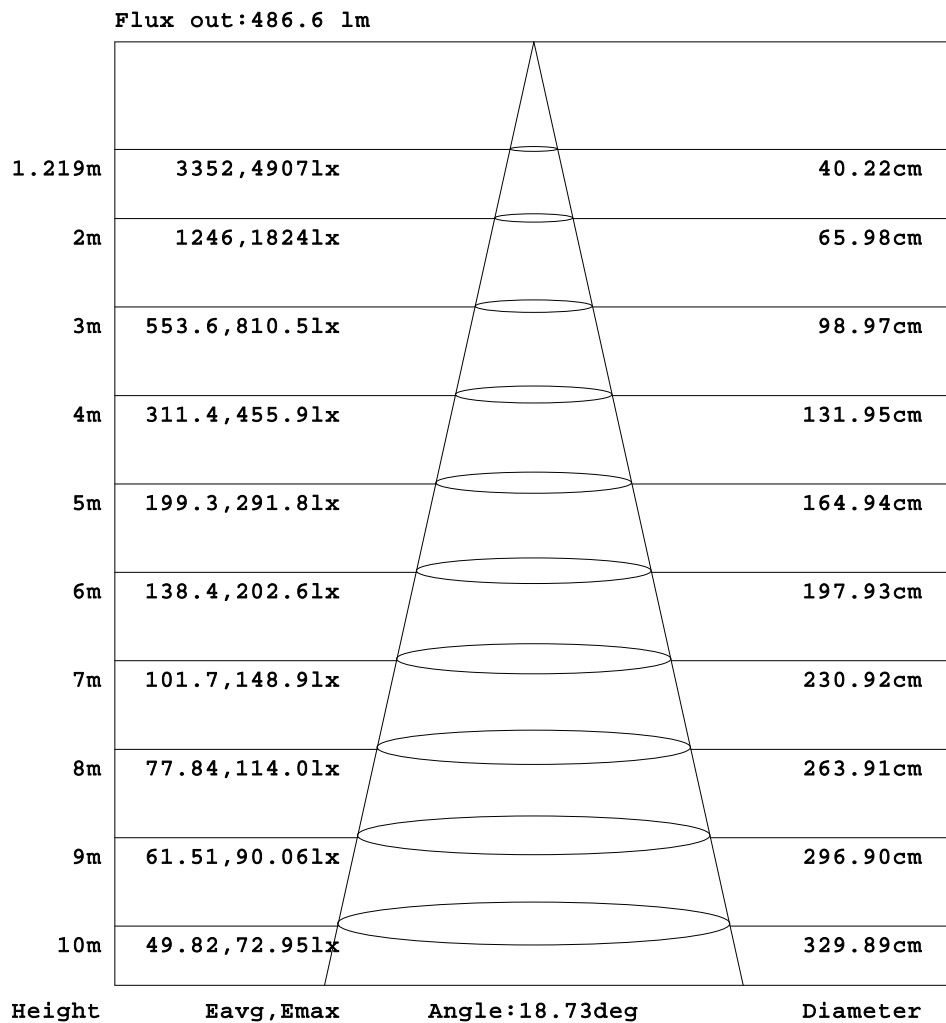 Flux out:486.6 lm
1.219m 3352,4907lx 40.22cm
2m 1246,1824lx 65.98cm
3m 553.6,810.5lx 98.97cm
4m 311.4,455.9lx 131.95cm
5m 199.3,291.8lx 164.94cm
6m 138.4,202.6lx 197.93cm
7m 101.7,148.9lx 230.92cm
8m 77.84,114.0lx 263.91cm
9m 61.51,90.06lx 296.90cm
10m 49.82,72.95lx 329.89cm
Height Eavg,Emax Angle:18.73deg Diameter